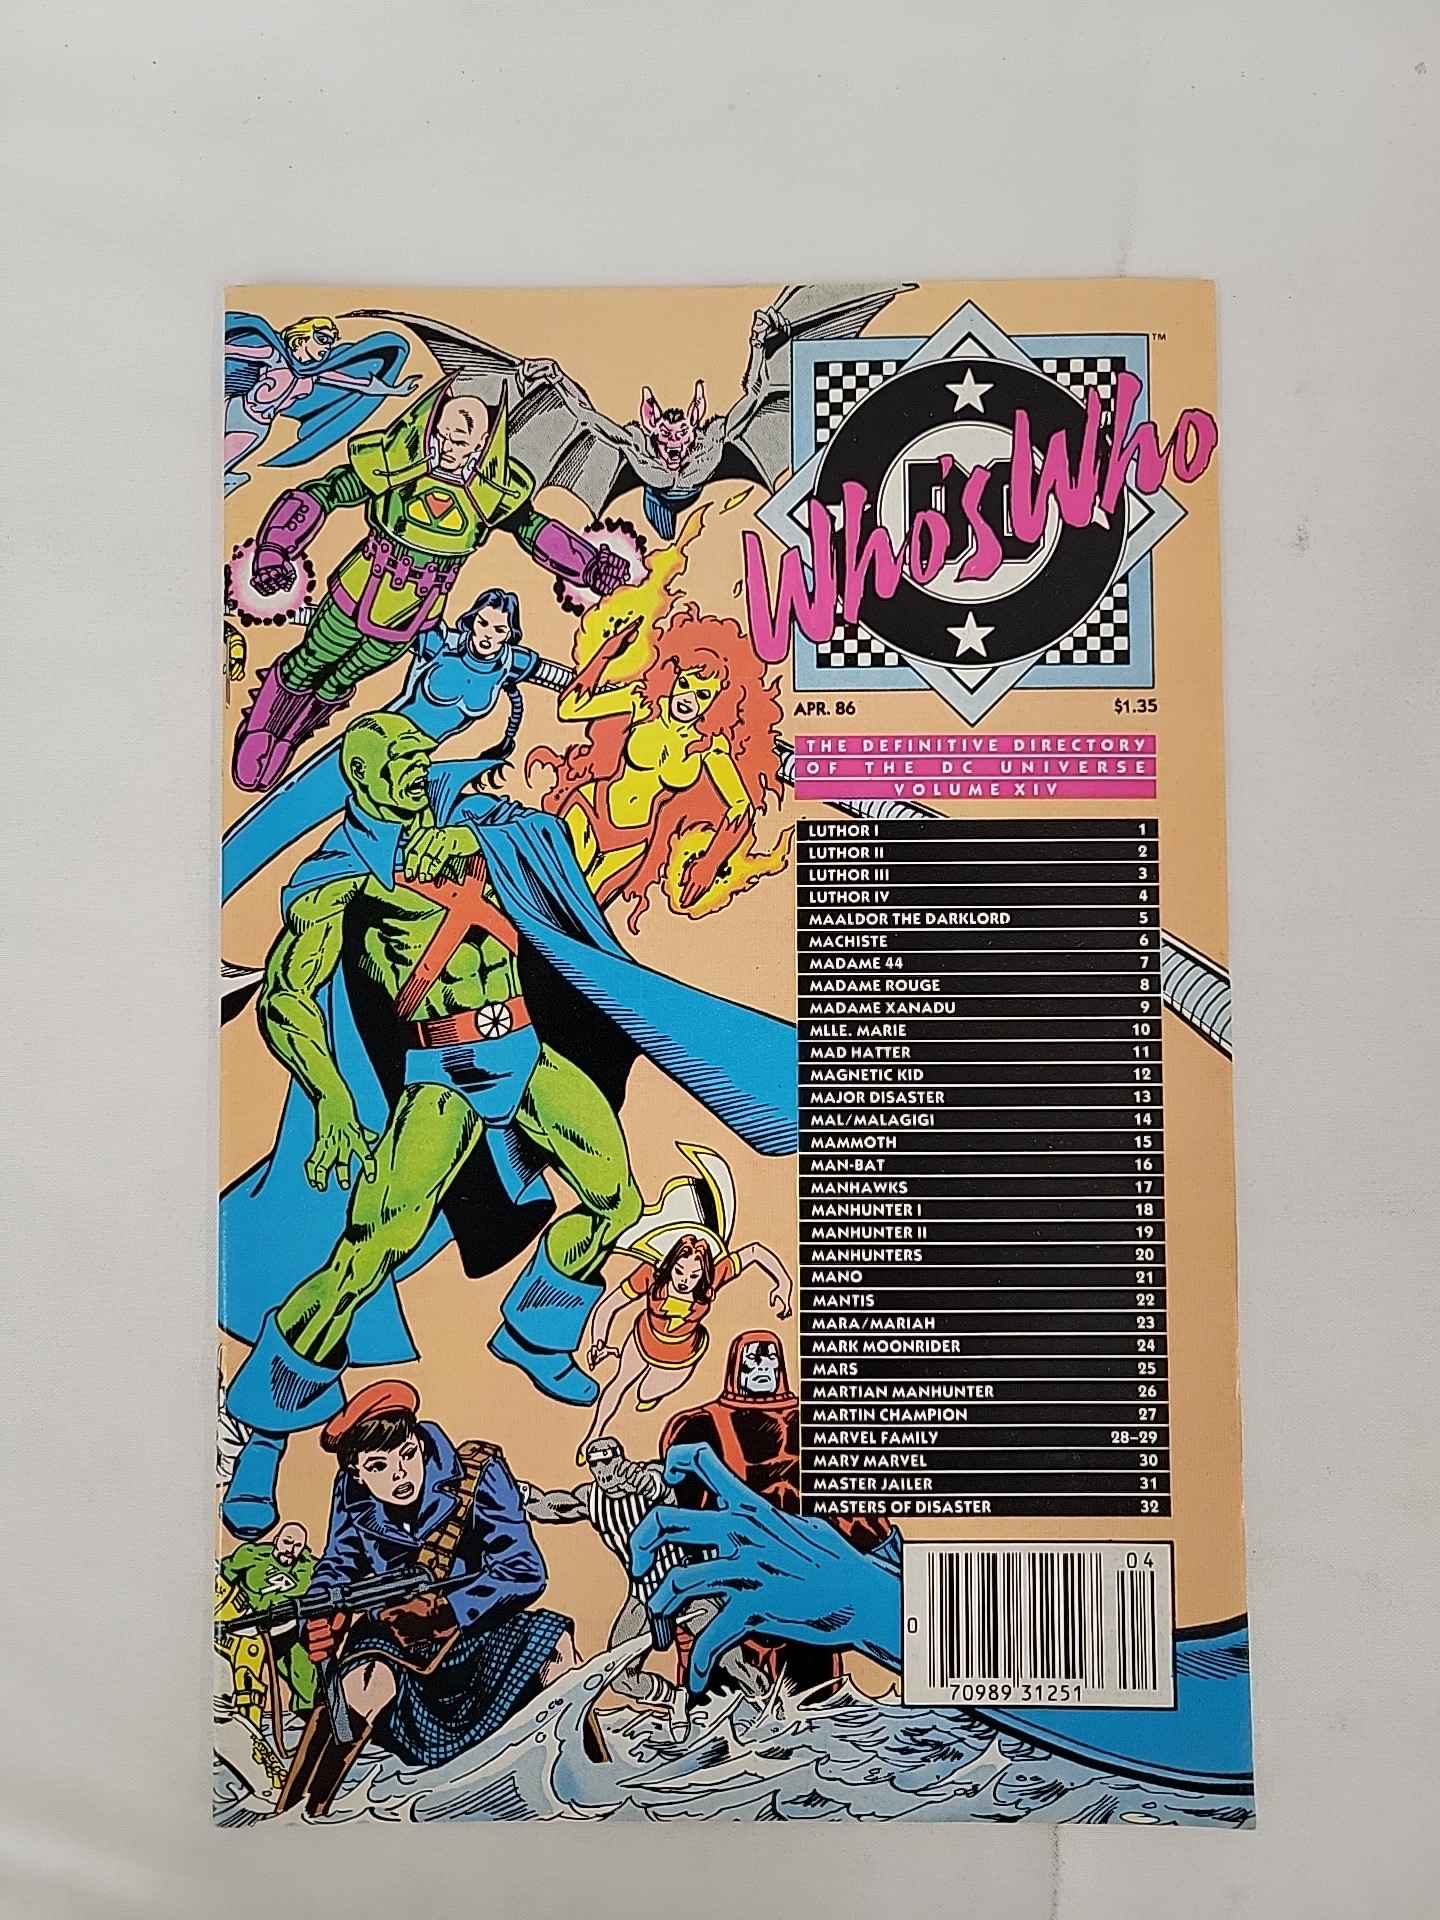 Who's Who
TM
APR. 86
$1.35
THE DEFINITIVE DIRECTORY
OF THE DC UNIVERSE
VOLUME XIV
LUTHOR I 1
LUTHOR II 2
LUTHOR III 3
LUTHOR IV 4
MAALDOR THE DARKLORD 5
MACHISTE 6
MADAME 44 7
MADAME ROUGE 8
MADAME XANADU 9
MLLE. MARIE 10
MAD HATTER 11
MAGNETIC KID 12
MAJOR DISASTER 13
MAL/MALAGIGI 14
MAMMOTH 15
MAN-BAT 16
MANHAWKS 17
MANHUNTER I 18
MANHUNTER II 19
MANHUNTERS 20
MANO 21
MANTIS 22
MARA/MARIAH 23
MARK MOONRIDER 24
MARS 25
MARTIAN MANHUNTER 26
MARTIN CHAMPION 27
MARVEL FAMILY 28–29
MARY MARVEL 30
MASTER JAILER 31
MASTERS OF DISASTER 32
04
0
70989 31251